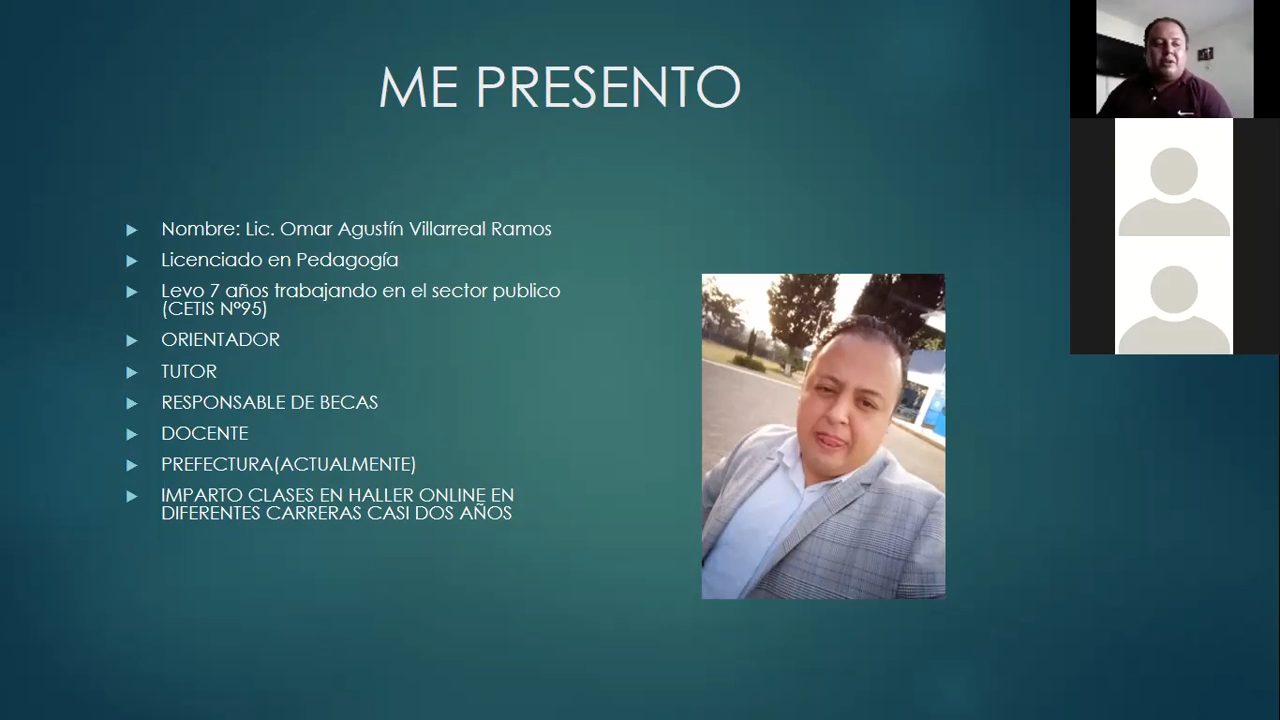 ME PRESENTO
Nombre: Lic. Omar Agustín Villarreal Ramos
Licenciado en Pedagogía
Levo 7 años trabajando en el sector publico
(CETIS Nº95)
ORIENTADOR
TUTOR
RESPONSABLE DE BECAS
DOCENTE
PREFECTURA(ACTUALMENTE)
IMPARTO CLASES EN HALLER ONLINE EN
DIFERENTES CARRERAS CASI DOS AÑOS